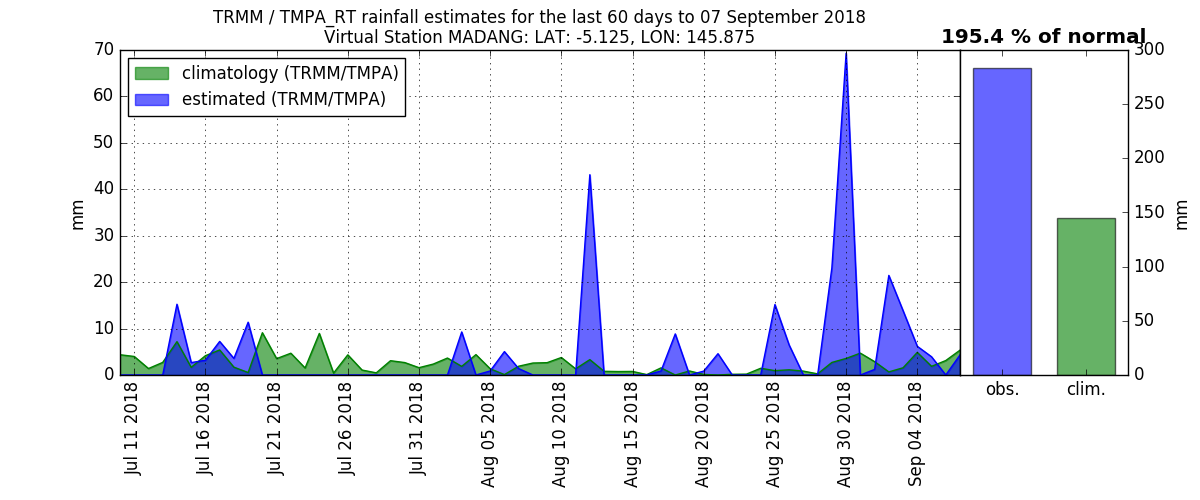 TRMM / TMPA_RT rainfall estimates for the last 60 days to 07 September 2018
Virtual Station MADANG: LAT: -5.125, LON: 145.875
195.4 % of normal
climatology (TRMM/TMPA)
estimated (TRMM/TMPA)
70
60
50
40
30
20
10
0
mm
Jul 11 2018
Jul 16 2018
Jul 21 2018
Jul 26 2018
Jul 31 2018
Aug 05 2018
Aug 10 2018
Aug 15 2018
Aug 20 2018
Aug 25 2018
Aug 30 2018
Sep 04 2018
300
250
200
150
100
50
0
mm
obs.
clim.